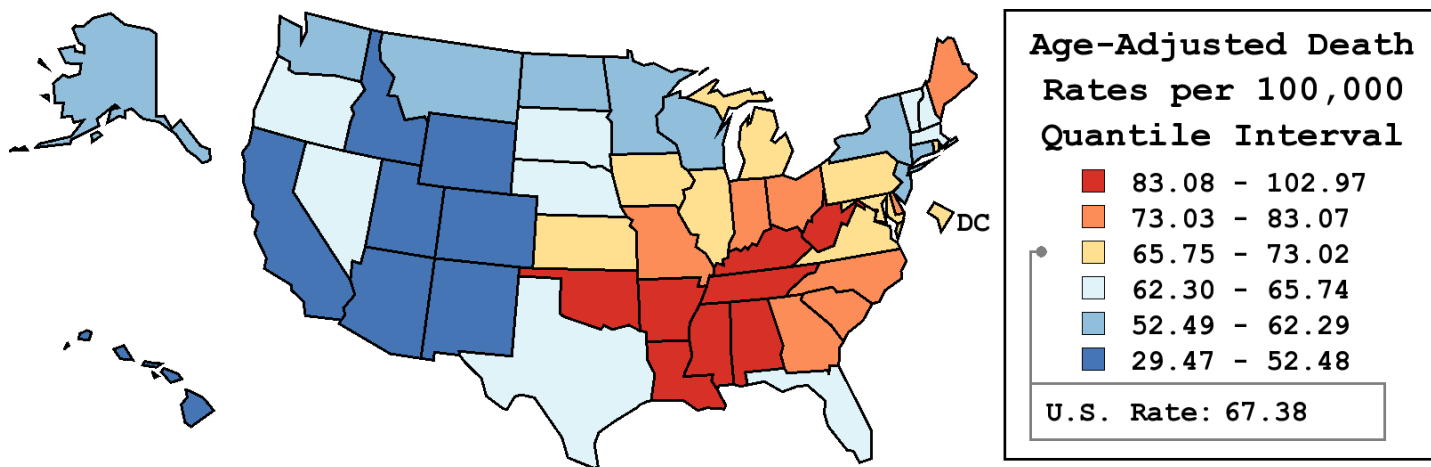 Age-Adjusted Death
Rates per 100,000
Quantile Interval
83.08 - 102.97
73.03 - 83.07
65.75 - 73.02
62.30 - 65.74
52.49 - 62.29
29.47 - 52.48
U.S. Rate: 67.38
DC